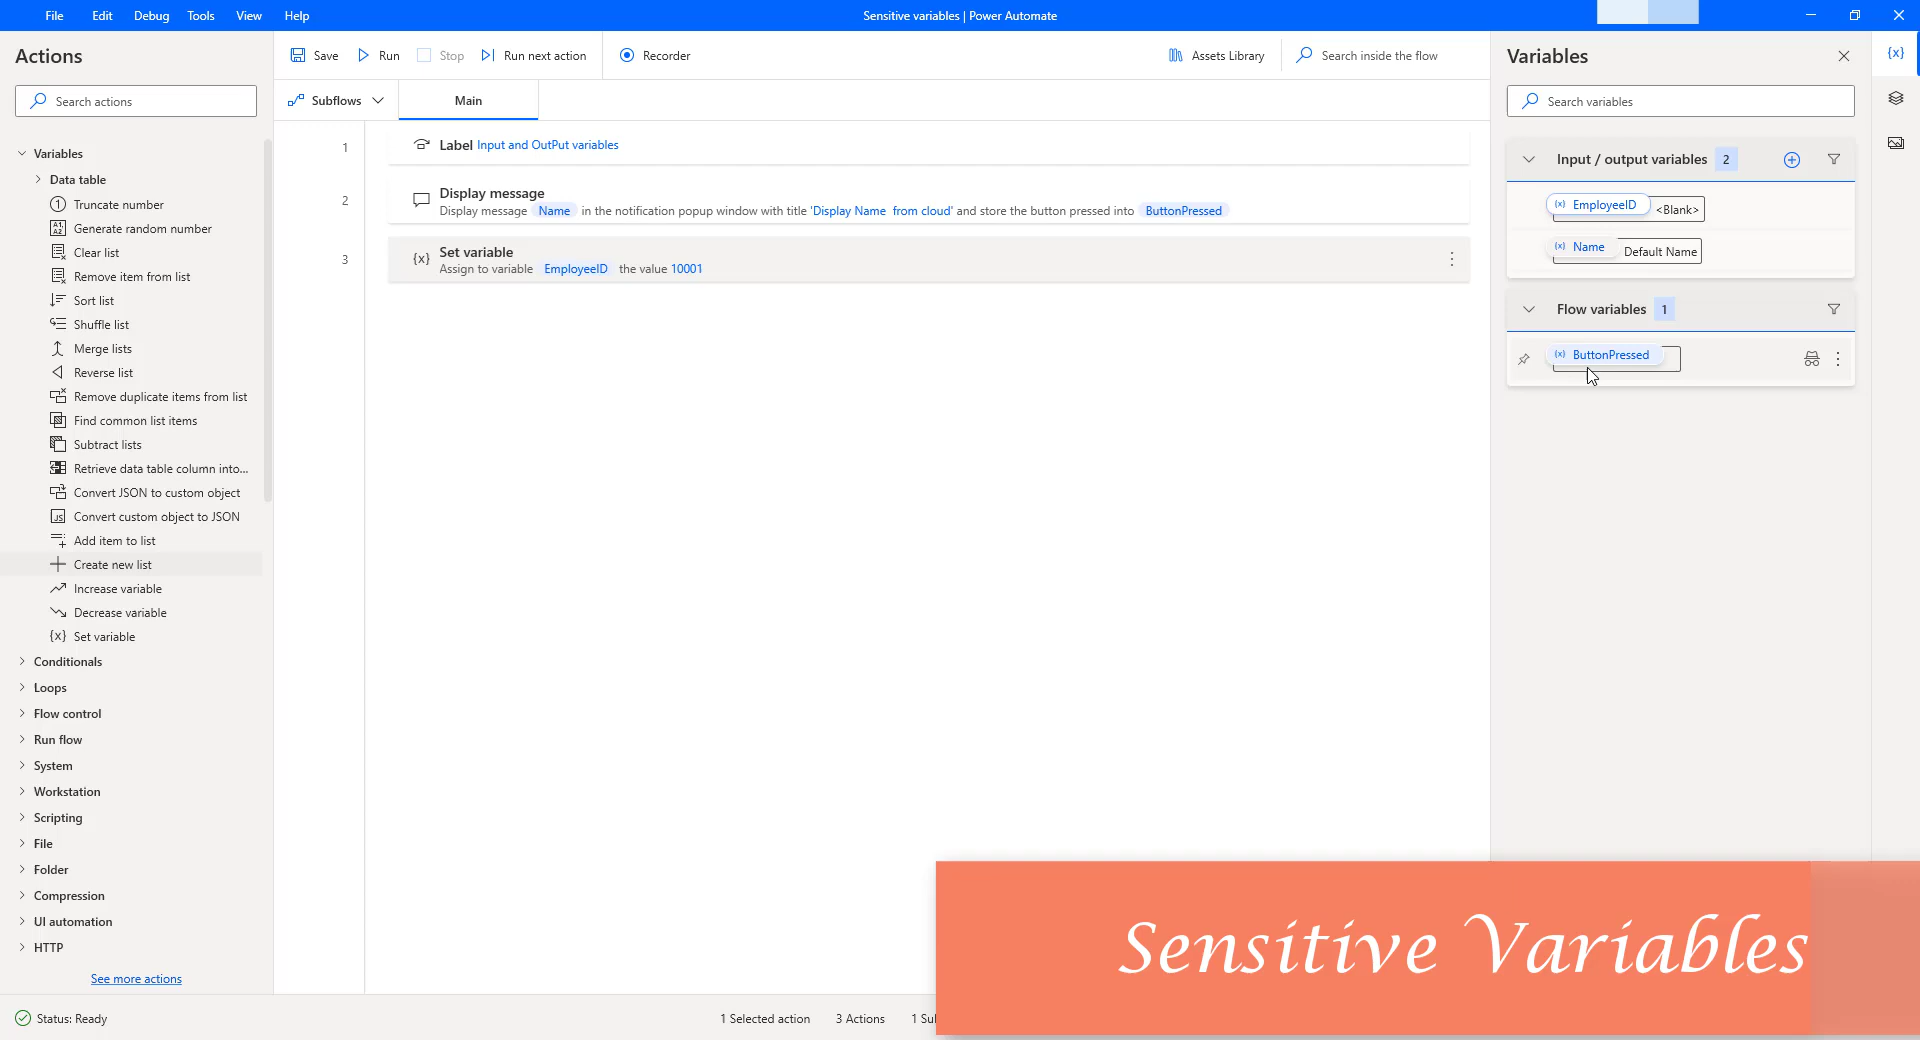 File Edit Debug Tools View Help
Sensitive variables | Power Automate
Actions
Search actions
Variables
Data table
Truncate number
Generate random number
Clear list
Remove item from list
Sort list
Shuffle list
Merge lists
Reverse list
Remove duplicate items from list
Find common list items
Subtract lists
Retrieve data table column into...
Convert JSON to custom object
Convert custom object to JSON
Add item to list
Create new list
Increase variable
Decrease variable
Set variable
Conditionals
Loops
Flow control
Run flow
System
Workstation
Scripting
File
Folder
Compression
UI automation
HTTP
See more actions
Save Run Stop Run next action Recorder
Assets Library Search inside the flow
Subflows Main
1 Label Input and OutPut variables
2 Display message
Display message Name in the notification popup window with title 'Display Name from cloud' and store the button pressed into ButtonPressed
3 {x} Set variable
Assign to variable EmployeeID the value 10001
Variables
{x}
Search variables
Input / output variables 2
(x) EmployeeID <Blank>
(x) Name Default Name
Flow variables 1
(x) ButtonPressed
Sensitive Variables
Status: Ready
1 Selected action 3 Actions 1 Su